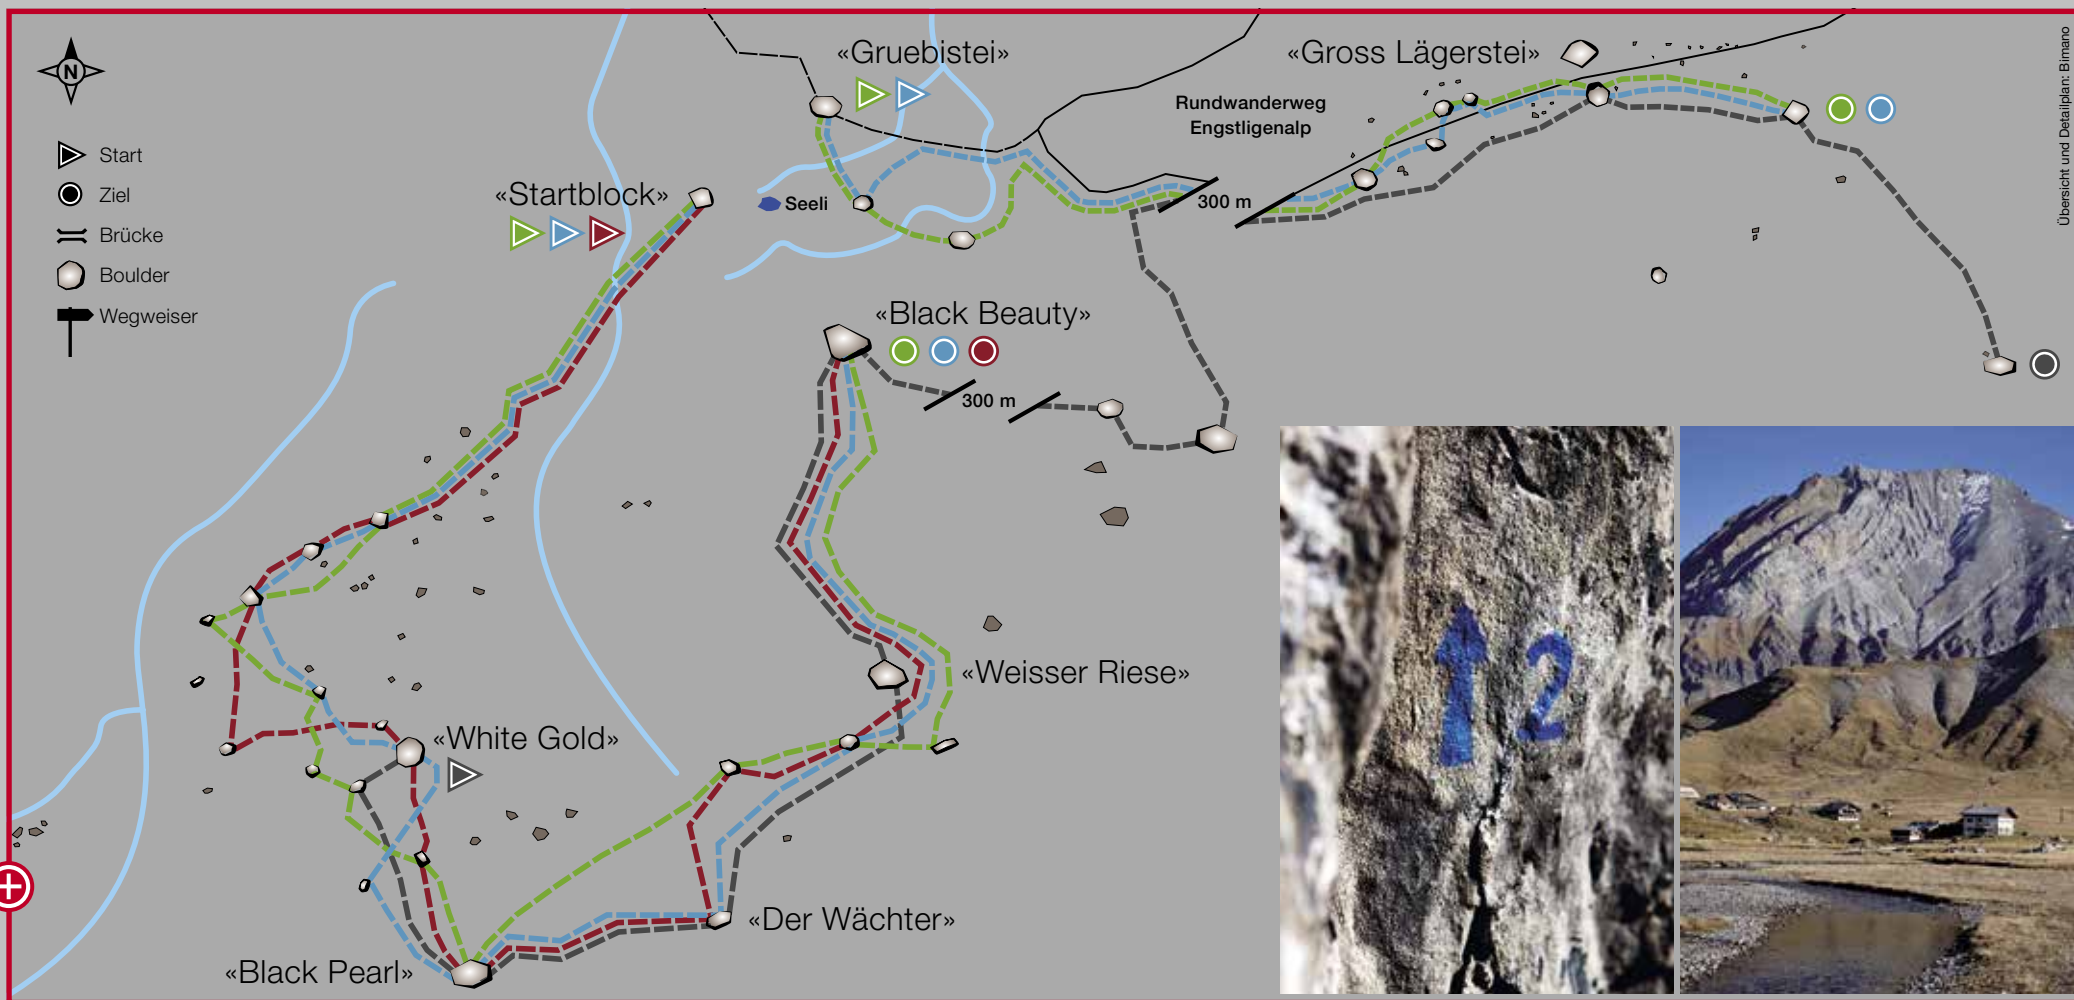 N
Start
Ziel
Brücke
Boulder
Wegweiser
«Gruebistei»
«Gross Lägerstei»
Rundwanderweg
Engstligenalp
«Startblock»
Seeli
300 m
«Black Beauty»
300 m
«Weisser Riese»
«White Gold»
«Der Wächter»
«Black Pearl»
2
Übersicht und Detailplan: Bimano